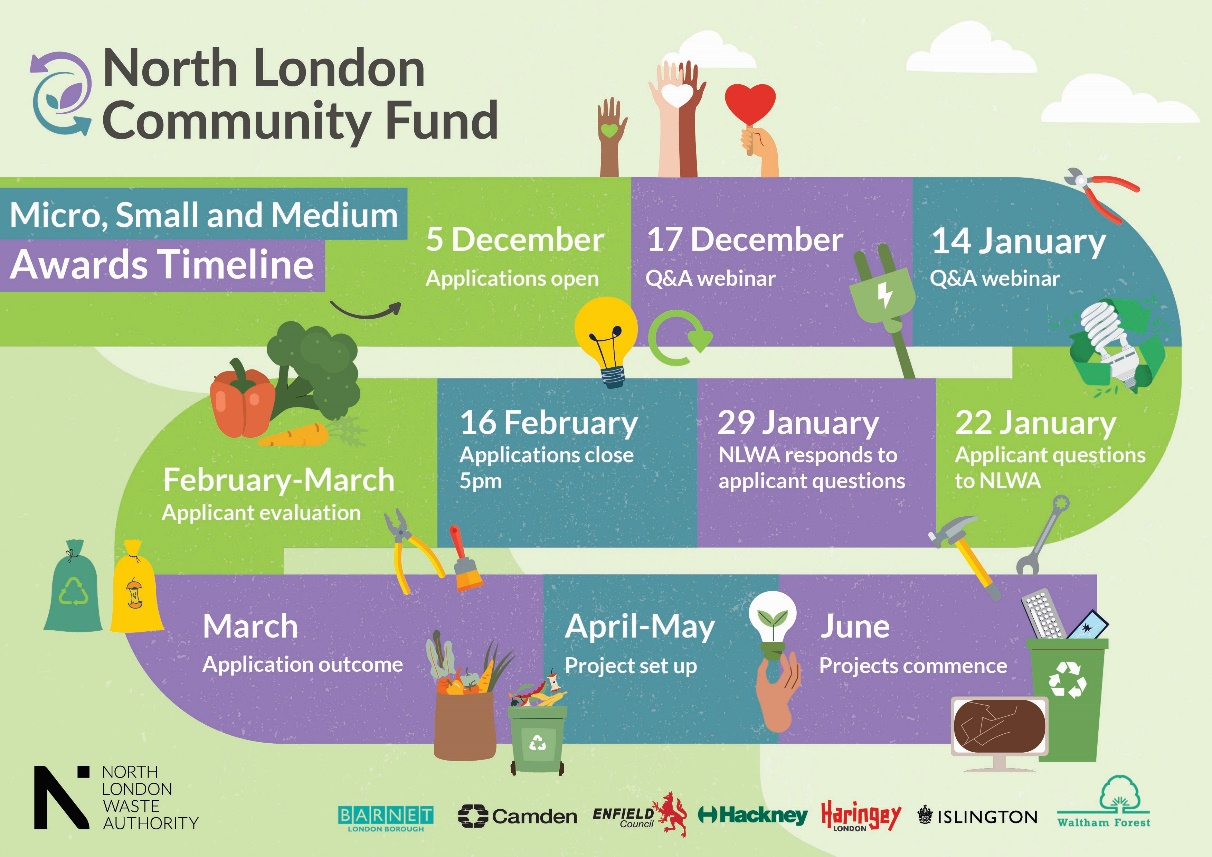 North London
Community Fund
Micro, Small and Medium
Awards Timeline
5 December
Applications open
17 December
Q&A webinar
14 January
Q&A webinar
22 January
Applicant questions
to NLWA
29 January
NLWA responds to
applicant questions
16 February
Applications close
5pm
February-March
Applicant evaluation
March
Application outcome
April-May
Project set up
June
Projects commence
NORTH
LONDON
WASTE
AUTHORITY
BARNET
LONDON BOROUGH
Camden
ENFIELD
Council
Hackney
Haringey
LONDON
ISLINGTON
Waltham Forest